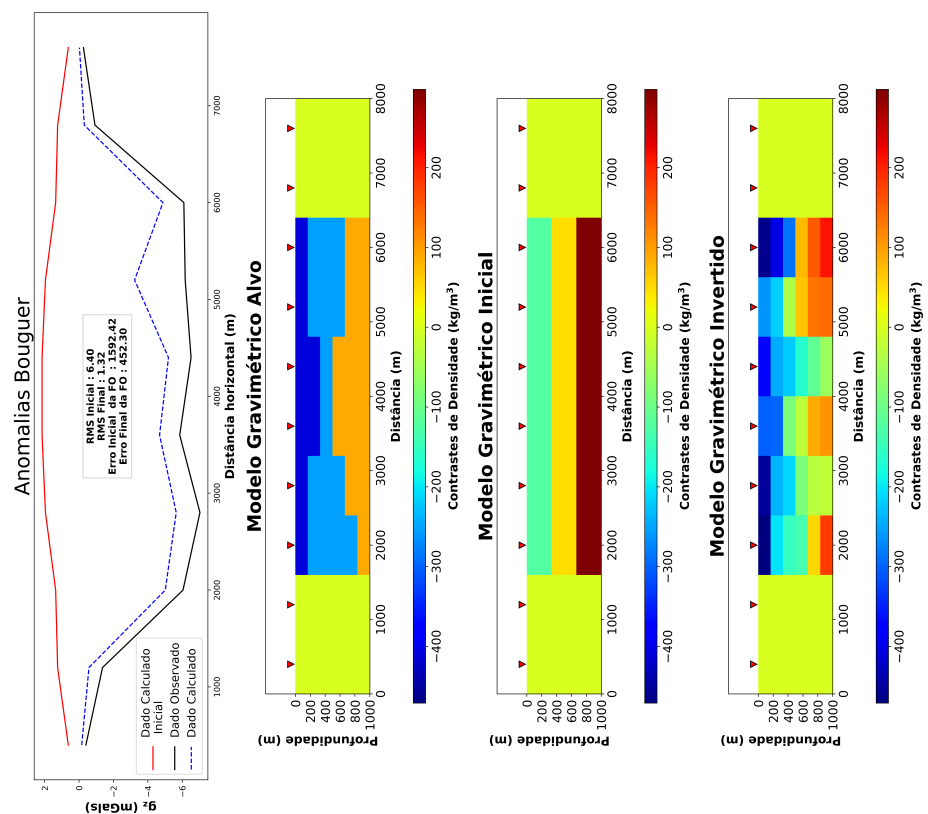 Anomalias Bouguer
g_z (mGals)
2
0
−2
−4
−6
RMS Inicial : 6.40
RMS Final : 1.32
Erro Inicial da FO : 1592.42
Erro Final da FO : 452.30
Dado Calculado
Inicial
Dado Observado
Dado Calculado
1000 2000 3000 4000 5000 6000 7000
Distância horizontal (m)
Modelo Gravimétrico Alvo
Profundidade (m)
0
200
400
600
800
1000
0 1000 2000 3000 4000 5000 6000 7000 8000
Distância (m)
−400 −300 −200 −100 0 100 200
Contrastes de Densidade (kg/m³)
Modelo Gravimétrico Inicial
Profundidade (m)
0
200
400
600
800
1000
0 1000 2000 3000 4000 5000 6000 7000 8000
Distância (m)
−400 −300 −200 −100 0 100 200
Contrastes de Densidade (kg/m³)
Modelo Gravimétrico Invertido
Profundidade (m)
0
200
400
600
800
1000
0 1000 2000 3000 4000 5000 6000 7000 8000
Distância (m)
−400 −300 −200 −100 0 100 200
Contrastes de Densidade (kg/m³)